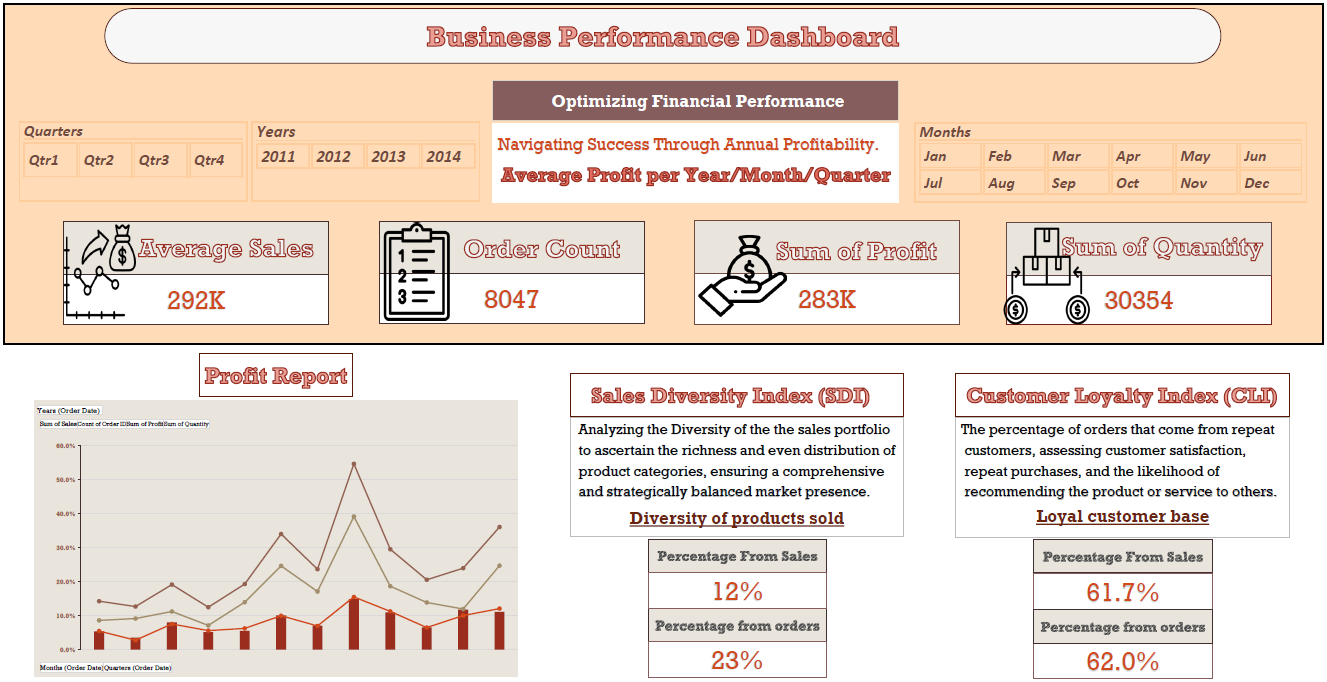 Business Performance Dashboard
Optimizing Financial Performance
Quarters
Qtr1 Qtr2 Qtr3 Qtr4
Years
2011 2012 2013 2014
Navigating Success Through Annual Profitability.
Average Profit per Year/Month/Quarter
Months
Jan Feb Mar Apr May Jun
Jul Aug Sep Oct Nov Dec
Average Sales
292K
1
2
3
Order Count
8047
$
Sum of Profit
283K
Sum of Quantity
30354
Profit Report
Years (Order Date)
Sum of SalesCount of Order IDSum of ProfitSum of Quantity
60.0%
50.0%
40.0%
30.0%
20.0%
10.0%
0.0%
Months (Order Date)Quarters (Order Date)
Sales Diversity Index (SDI)
Analyzing the Diversity of the the sales portfolio
to ascertain the richness and even distribution of
product categories, ensuring a comprehensive
and strategically balanced market presence.
Diversity of products sold
Percentage From Sales
12%
Percentage from orders
23%
Customer Loyalty Index (CLI)
The percentage of orders that come from repeat
customers, assessing customer satisfaction,
repeat purchases, and the likelihood of
recommending the product or service to others.
Loyal customer base
Percentage From Sales
61.7%
Percentage from orders
62.0%